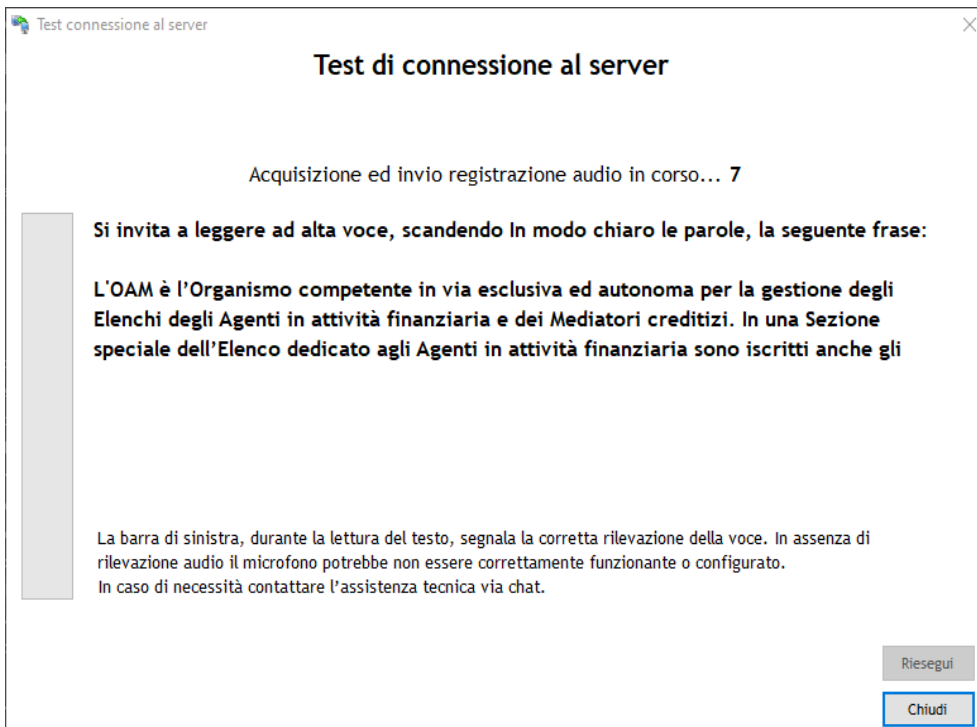 Test connessione al server
Test di connessione al server
Acquisizione ed invio registrazione audio in corso... 7
Si invita a leggere ad alta voce, scandendo In modo chiaro le parole, la seguente frase:
L'OAM è l’Organismo competente in via esclusiva ed autonoma per la gestione degli
Elenchi degli Agenti in attività finanziaria e dei Mediatori creditizi. In una Sezione
speciale dell’Elenco dedicato agli Agenti in attività finanziaria sono iscritti anche gli
La barra di sinistra, durante la lettura del testo, segnala la corretta rilevazione della voce. In assenza di
rilevazione audio il microfono potrebbe non essere correttamente funzionante o configurato.
In caso di necessità contattare l’assistenza tecnica via chat.
Riesegui
Chiudi